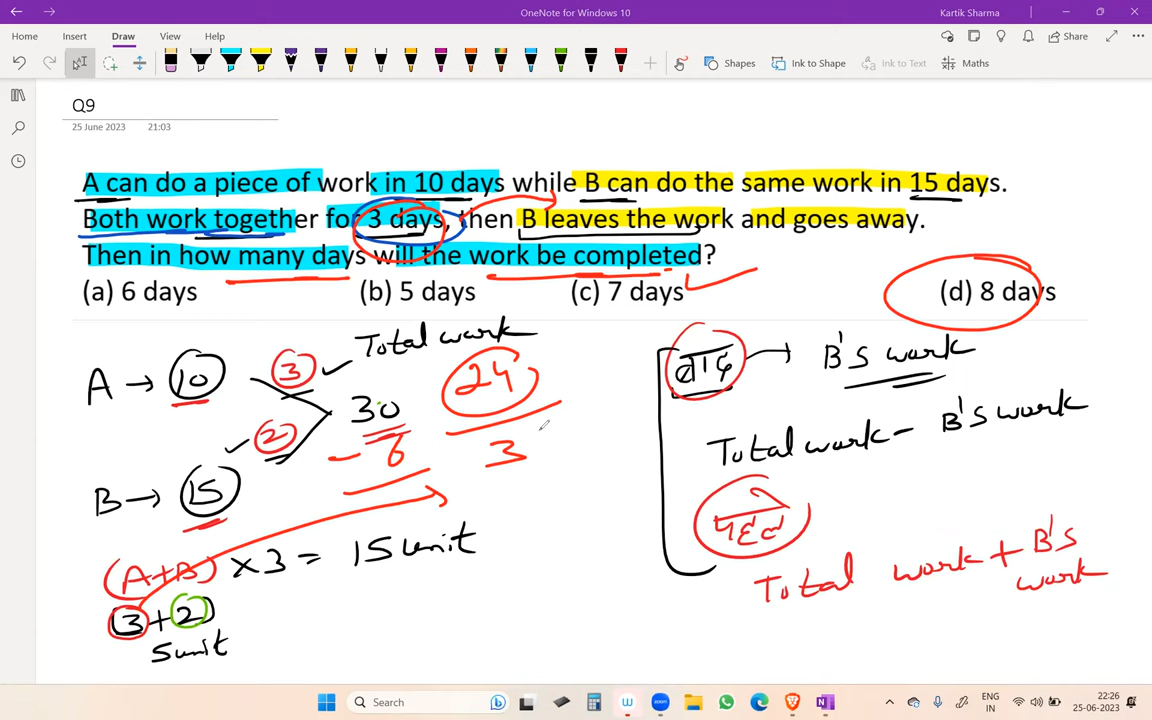 OneNote for Windows 10
Kartik Sharma
Home Insert Draw View Help
Share
Shapes Ink to Shape Ink to Text Maths
Q9
25 June 2023 21:03
A can do a piece of work in 10 days while B can do the same work in 15 days.
Both work together for 3 days, then B leaves the work and goes away.
Then in how many days will the work be completed?
(a) 6 days (b) 5 days (c) 7 days (d) 8 days
Total work
A → 10 3
30 24
2 - 6 3
B → 15
(A+B) × 3 = 15 unit
(3+2)
5unit
→ B's work
Total work - B's work
Total work + B's
work
Search
ENG
IN
22:26
25-06-2023